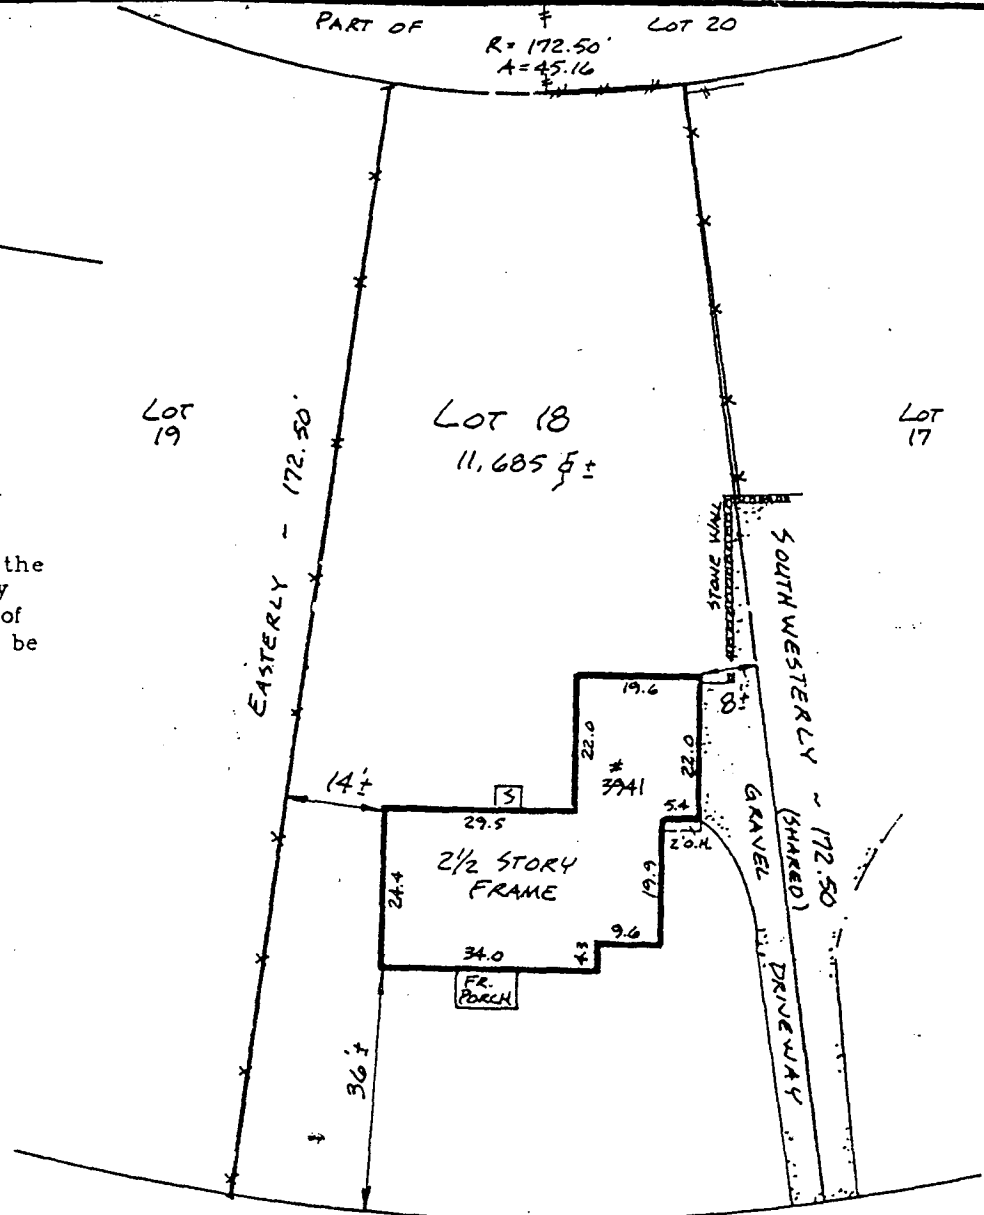 PART OF LOT 20
R = 172.50'
A = 45.16
LOT
19
LOT 18
11,685 ±
LOT
17
EASTERLY - 172.50'
the
of
be
STONE WALL
SOUTHWESTERLY ~ 172.50
(SHARED)
GRAVEL DRIVEWAY
19.6
8'±
22.0
#
3941
22.0
14'±
S
29.5
5.4
2'O.H.
2½ STORY
FRAME
24.4
19.9
9.6
34.0
4.3
FR.
PORCH
36'±